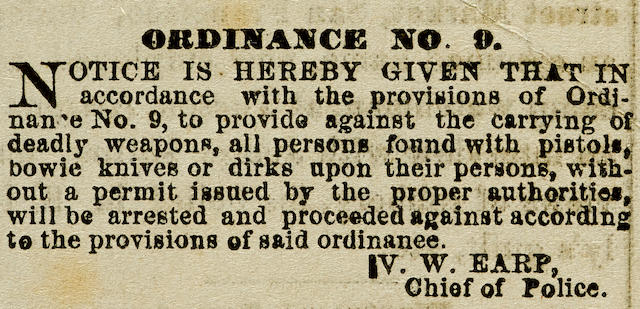 ORDINANCE NO. 9.
NOTICE IS HEREBY GIVEN THAT IN
accordance with the provisions of Ordi-
nance No. 9, to provide against the carrying of
deadly weapons, all persons found with pistols,
bowie knives or dirks upon their persons, with-
out a permit issued by the proper authorities,
will be arrested and proceeded against according
to the provisions of said ordinanee.
V. W. EARP,
Chief of Police.